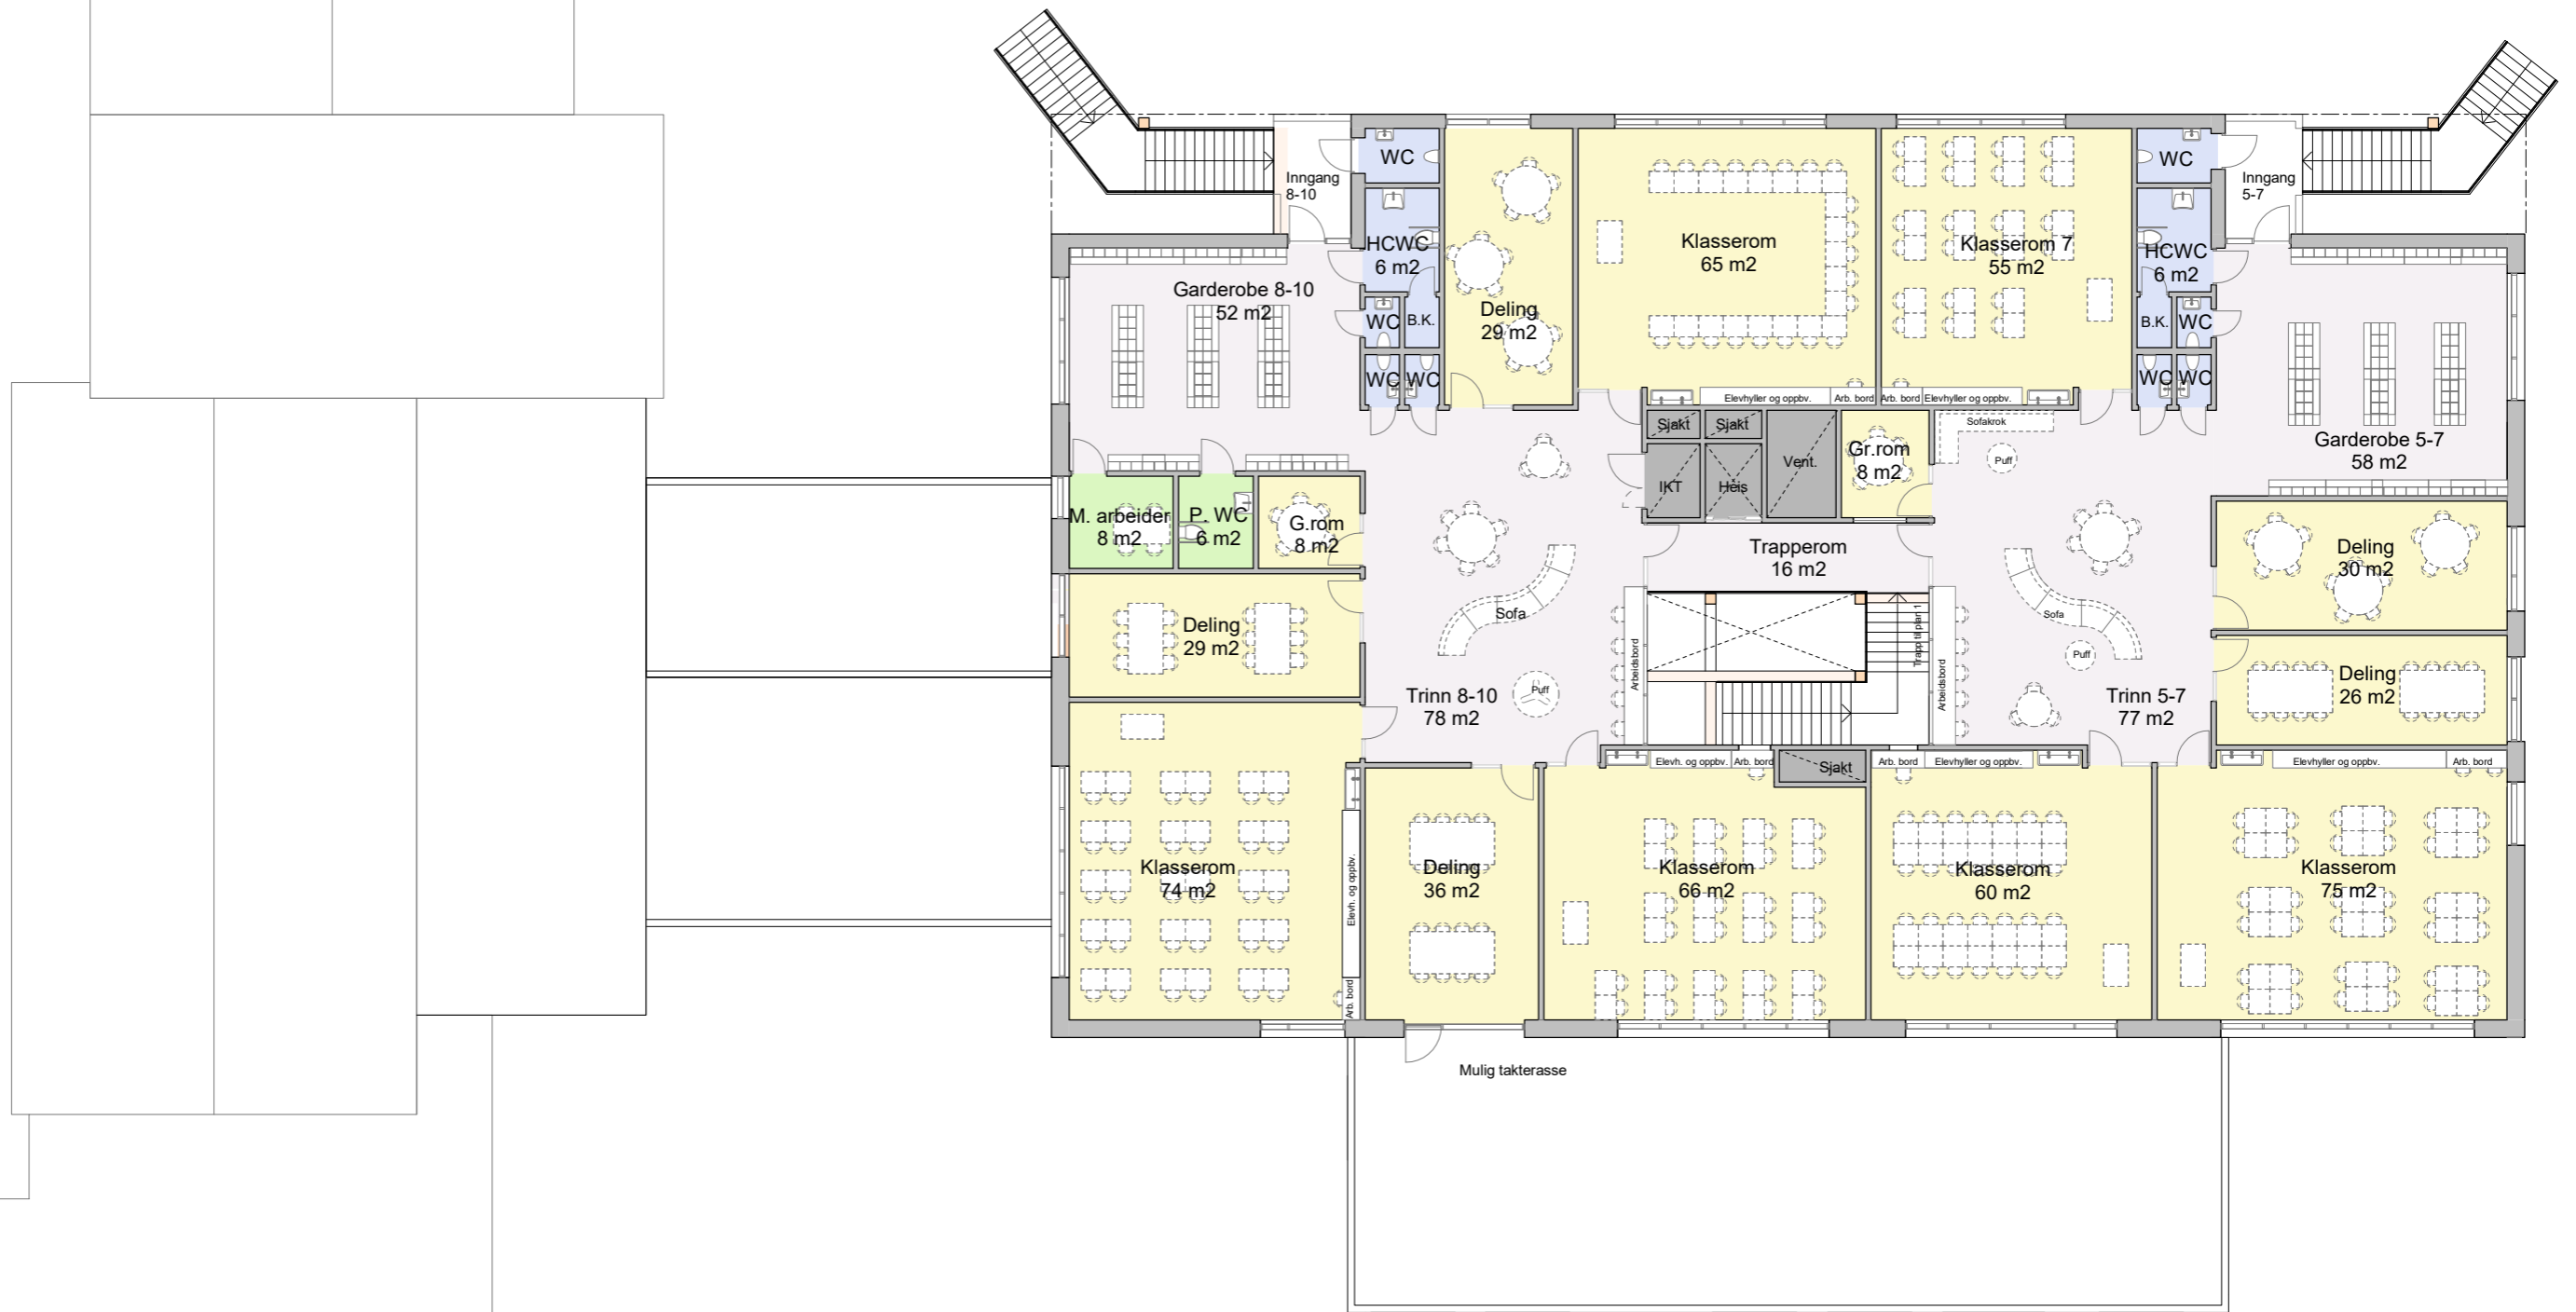 Inngang
8-10
WC
HCWC
6 m2
WC
B.K.
WC
WC
Garderobe 8-10
52 m2
Deling
29 m2
Klasserom
65 m2
Klasserom 7
55 m2
WC
HCWC
6 m2
B.K.
WC
WC
WC
Inngang
5-7
Garderobe 5-7
58 m2
Elevhyller og oppbv.
Arb. bord
Arb. bord
Elevhyller og oppbv.
Sjakt
Sjakt
IKT
Heis
Vent.
Gr.rom
8 m2
Sofakrok
Puff
M. arbeider
8 m2
P. WC
6 m2
G.rom
8 m2
Trapperom
16 m2
Trapp til plan 1
Arbeidsbord
Arbeidsbord
Deling
29 m2
Sofa
Puff
Trinn 8-10
78 m2
Sofa
Puff
Trinn 5-7
77 m2
Deling
30 m2
Deling
26 m2
Elevh. og oppbv.
Arb. bord
Sjakt
Arb. bord
Elevhyller og oppbv.
Elevhyller og oppbv.
Arb. bord
Klasserom
74 m2
Elevh. og oppbv.
Arb. bord
Deling
36 m2
Klasserom
66 m2
Klasserom
60 m2
Klasserom
75 m2
Mulig takterasse